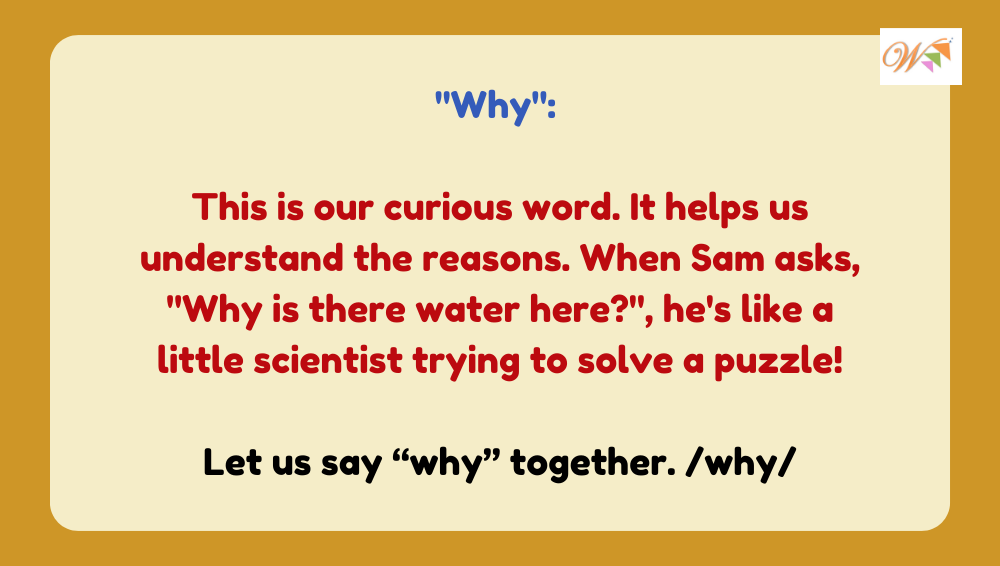 W
"Why":
This is our curious word. It helps us
understand the reasons. When Sam asks,
"Why is there water here?", he's like a
little scientist trying to solve a puzzle!
Let us say “why” together. /why/